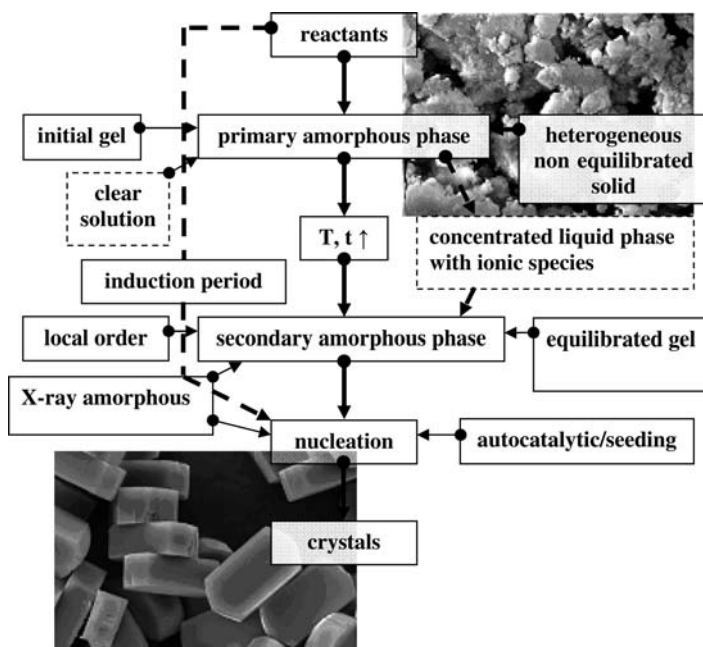 reactants
initial gel
primary amorphous phase
heterogeneous
non equilibrated
solid
clear
solution
T, t ↑
concentrated liquid phase
with ionic species
induction period
local order
secondary amorphous phase
equilibrated gel
X-ray amorphous
nucleation
autocatalytic/seeding
crystals